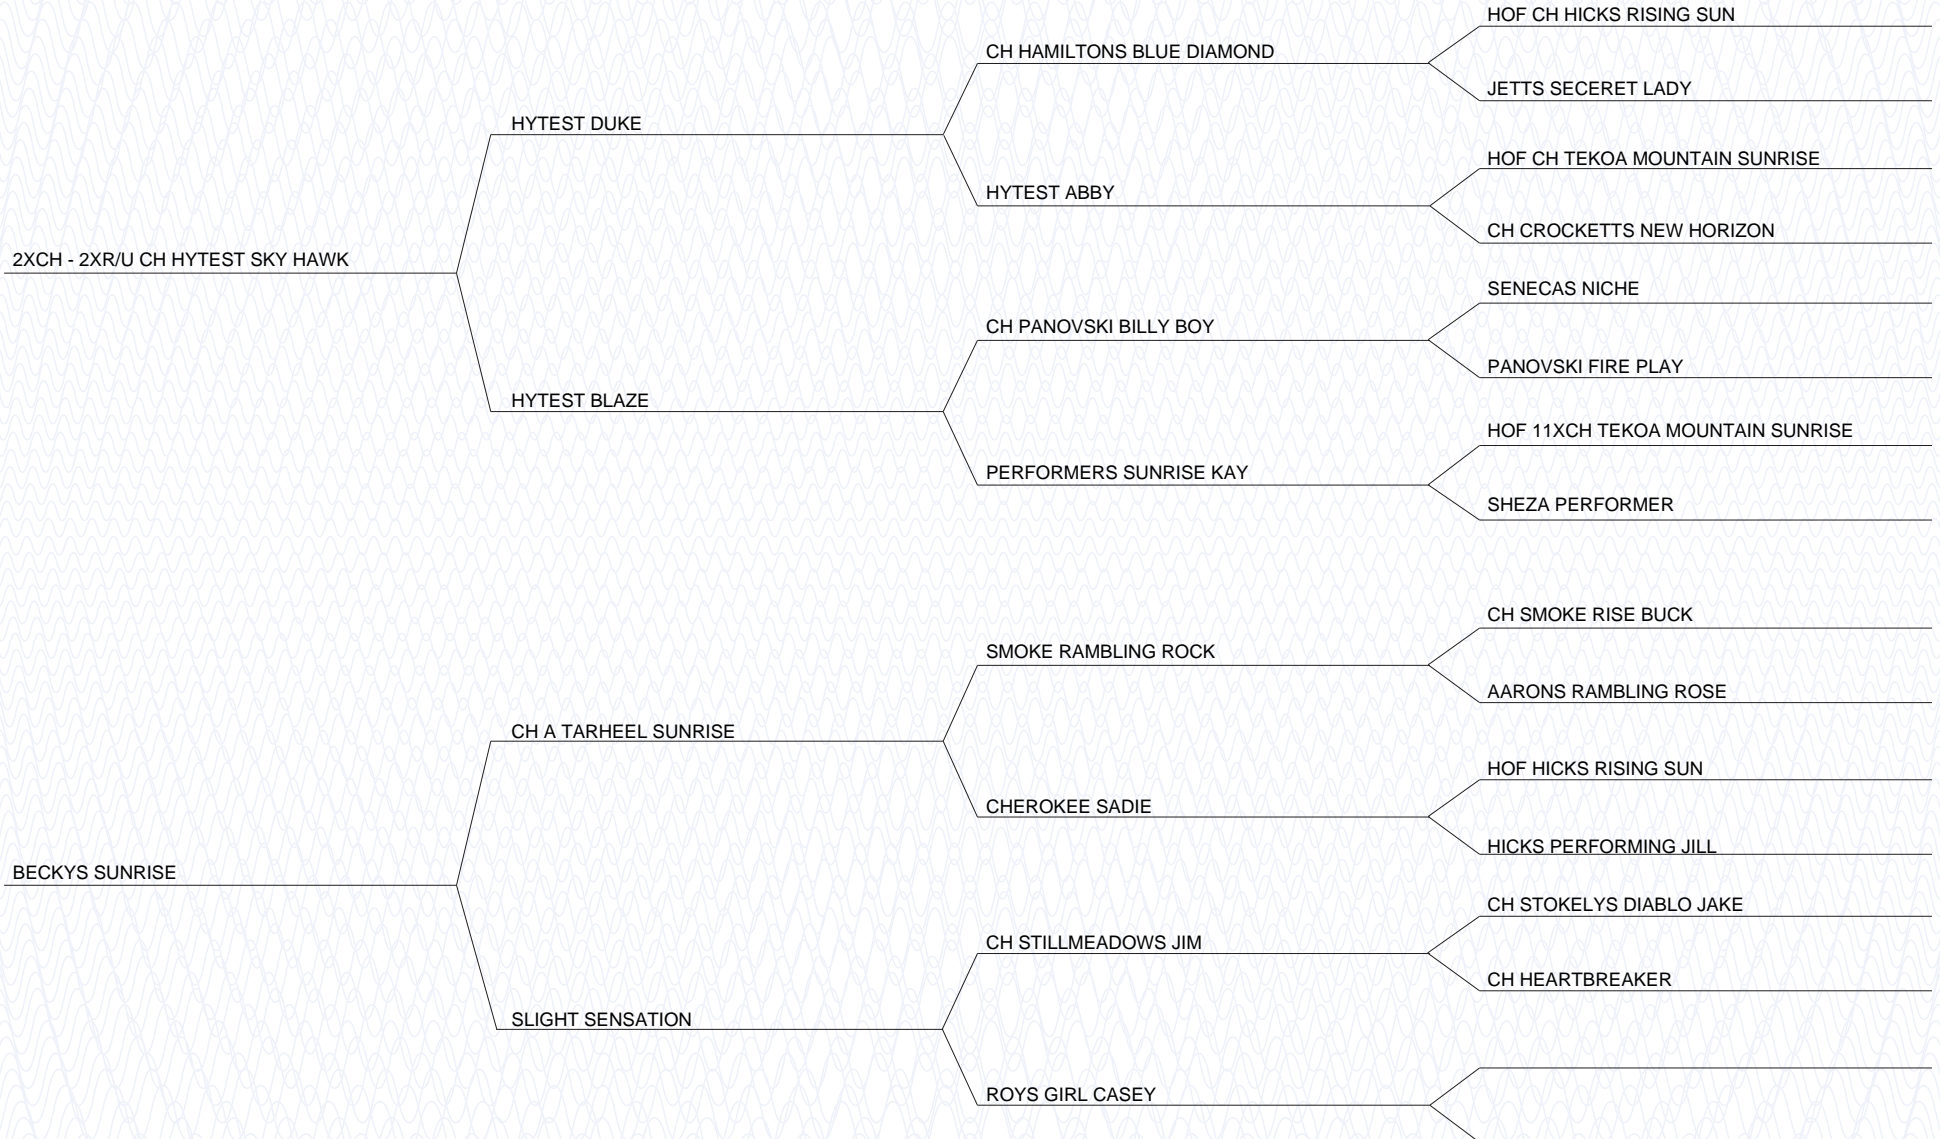 HOF CH HICKS RISING SUN
CH HAMILTONS BLUE DIAMOND
JETTS SECERET LADY
HYTEST DUKE
HOF CH TEKOA MOUNTAIN SUNRISE
HYTEST ABBY
CH CROCKETTS NEW HORIZON
2XCH - 2XR/U CH HYTEST SKY HAWK
SENECAS NICHE
CH PANOVSKI BILLY BOY
PANOVSKI FIRE PLAY
HYTEST BLAZE
HOF 11XCH TEKOA MOUNTAIN SUNRISE
PERFORMERS SUNRISE KAY
SHEZA PERFORMER
CH SMOKE RISE BUCK
SMOKE RAMBLING ROCK
AARONS RAMBLING ROSE
CH A TARHEEL SUNRISE
HOF HICKS RISING SUN
CHEROKEE SADIE
HICKS PERFORMING JILL
BECKYS SUNRISE
CH STOKELYS DIABLO JAKE
CH STILLMEADOWS JIM
CH HEARTBREAKER
SLIGHT SENSATION
ROYS GIRL CASEY